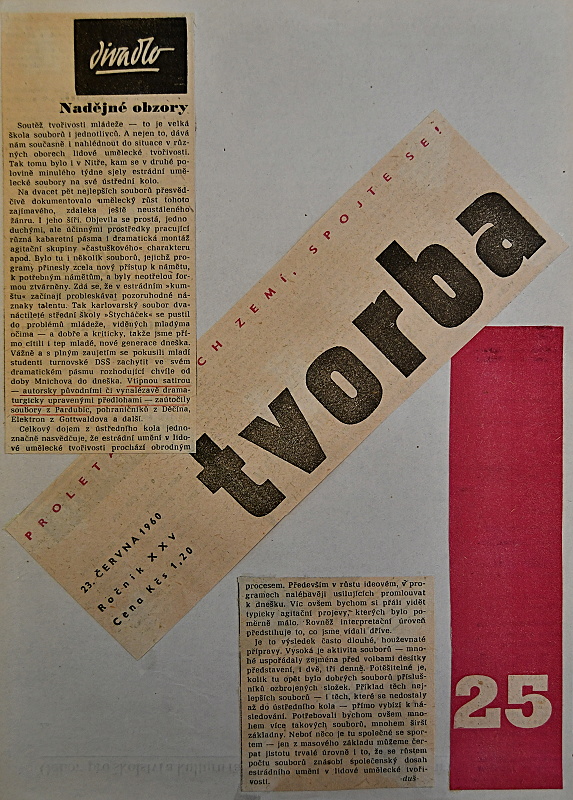 divadlo
Nadějné obzory
Soutěž tvořivosti mládeže — to je velká
škola souborů i jednotlivců. A nejen to, dává
nám současně i nahlédnout do situace v růz-
ných oborech lidové umělecké tvořivosti.
Tak tomu bylo i v Nitře, kam se v druhé po-
lovině minulého týdne sjely estrádní umě-
lecké soubory na své ústřední kolo.
Na dvacet pět nejlepších souborů přesvěd-
čivě dokumentovalo umělecký růst tohoto
zajímavého, zdaleka ještě neustáleného
žánru. I jeho šíři. Objevila se prostá, jedno-
duchými, ale účinnými prostředky pracující
různá kabaretní pásma i dramatická montáž
agitační skupiny »častuškového« charakteru
apod. Bylo tu i několik souborů, jejichž pro-
gramy přinesly zcela nový přístup k námětu,
k potřebným námětům, a byly neotřelou for-
mou ztvárněny. Zdá se, že v estrádním »kum-
štu« začínají probleskávat pozoruhodné ná-
znaky talentu. Tak karlovarský soubor dva-
náctileté střední školy »Stycháček« se pustil
do problémů mládeže, viděných mladýma
očima — a dobře a kriticky, takže jsme pří-
mo cítili i tep mladé, nové generace dneška.
Vážně a s plným zaujetím se pokusili mladí
studenti turnovské DSŠ zachytit ve svém
dramatickém pásmu rozhodující chvíle od
doby Mnichova do dneška. Vtipnou satirou
— autorsky původními či vynalézavě drama-
turgicky upravenými předlohami — zaútočily
soubory z Pardubic, pohraničníků z Děčína,
Elektron z Gottwaldova a další.
Celkový dojem z ústředního kola jedno-
značně nasvědčuje, že estrádní umění v lido-
vé umělecké tvořivosti prochází obrodným
PROLET
CH ZEMÍ, SPOJTE SE!
tvorba
23. ČERVNA 1960
Ročník XXV
Cena Kčs 1,20
procesem. Především v růstu ideovém, v pro-
gramech nalehávěji usilujících promlouvat
k dnešku. Víc ovšem bychom si přáli vidět
typicky agitační projevy, kterých bylo po-
měrně málo. Rovněž interpretační úroveň
předstihuje to, co jsme vídali dříve.
Je to výsledek často dlouhé, houževnaté
přípravy. Vysoká je aktivita souborů — mno-
hé uspořádaly zejména před volbami desítky
představení, i dvě, tři denně. Potěšitelné je,
kolik tu opět bylo dobrých souborů přísluš-
níků ozbrojených složek. Příklad těch nej-
lepších souborů — i těch, které se nedostaly
až do ústředního kola — přímo vybízí k ná-
sledování. Potřebovali bychom ovšem mno-
hem více takových souborů, mnohem širší
základny. Neboť něco je tu společné se spor-
tem — jen z masového základu můžeme čer-
pat jistotu trvalé úrovně i to, že se růstem
počtu souborů znásobí společenský dosah
estrádního umění v lidové umělecké tvoři-
vosti.
-duš-
25